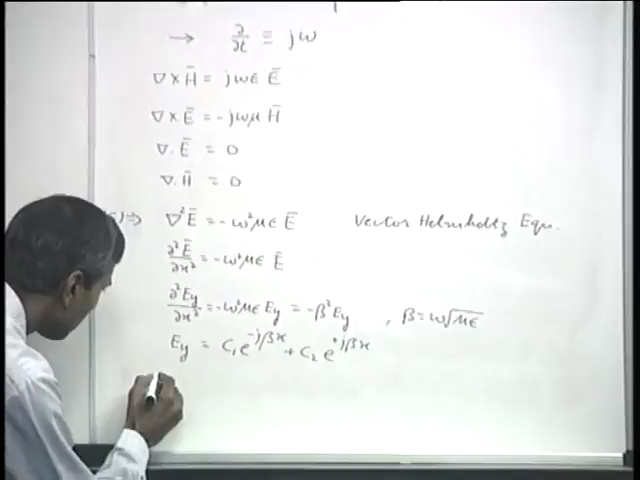 → ∂/∂t ≡ jω
∇ × H̄ = jωϵ Ē
∇ × Ē = -jωμ H̄
∇. Ē = 0
∇. H̄ = 0
) ⇒ ∇²Ē = -ω²μϵ Ē Vector Helmholtz Equ.
∂²Ē/∂x² = -ω²μϵ Ē
∂²Ey/∂x² = -ω²μϵ Ey = -β²Ey , β = ω√μϵ
Ey = C₁e^-jβx + C₂e^+jβx